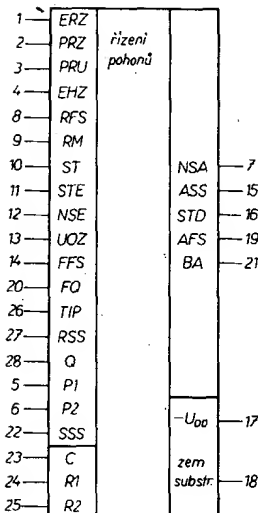 1 ERZ řízení
2 PRZ pohonů
3 PRU
4 EHZ
8 RFS
9 RM
10 ST NSA 7
11 STE ASS 15
12 NSE STD 16
13 UOZ AFS 19
14 FFS BA 21
20 FQ
26 TIP
27 RSS
28 Q
5 P1
6 P2 -U_DD 17
22 SSS
23 C zem
24 R1 substr. 18
25 R2